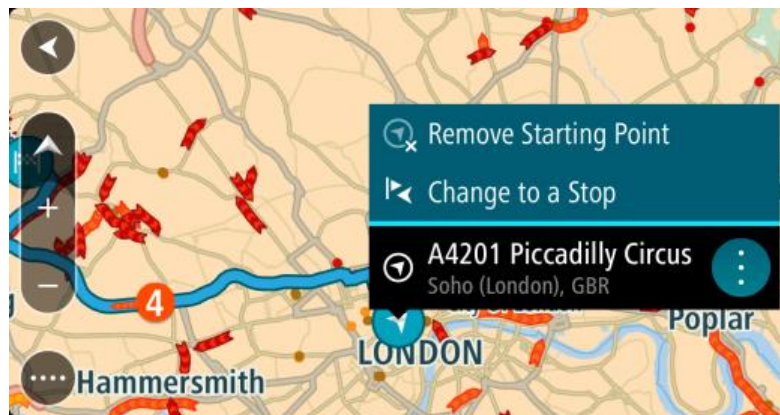 Remove Starting Point
Change to a Stop
A4201 Piccadilly Circus
Soho (London), GBR
4
Poplar
LONDON
Hammersmith